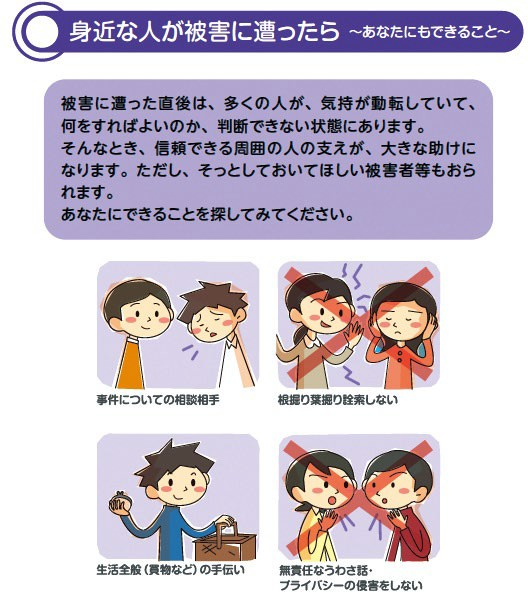 身近な人が被害に遭ったら ～あなたにもできること～
被害に遭った直後は、多くの人が、気持が動転していて、
何をすればよいのか、判断できない状態にあります。
そんなとき、信頼できる周囲の人の支えが、大きな助けに
なります。ただし、そっとしておいてほしい被害者等もおら
れます。
あなたにできることを探してみてください。
事件についての相談相手
根掘り葉掘り詮索しない
生活全般（買物など）の手伝い
無責任なうわさ話・
プライバシーの侵害をしない